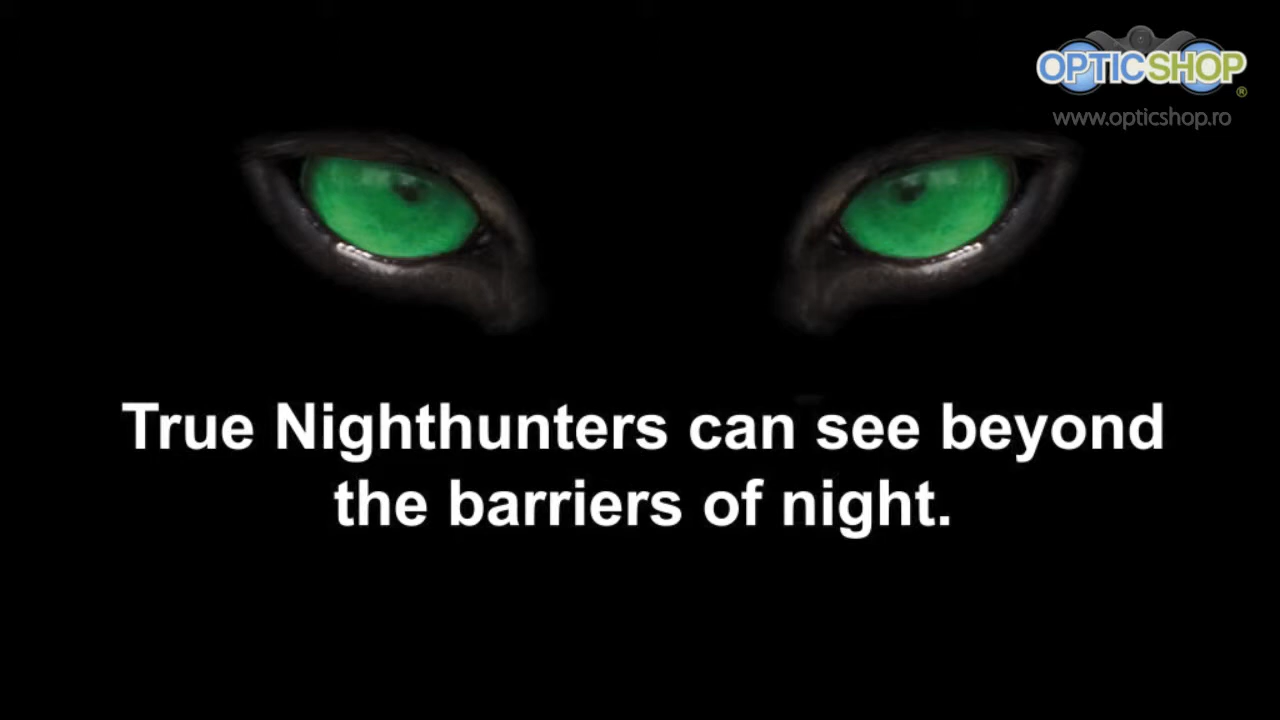 OPTICSHOP
®
www.opticshop.ro
True Nighthunters can see beyond
the barriers of night.